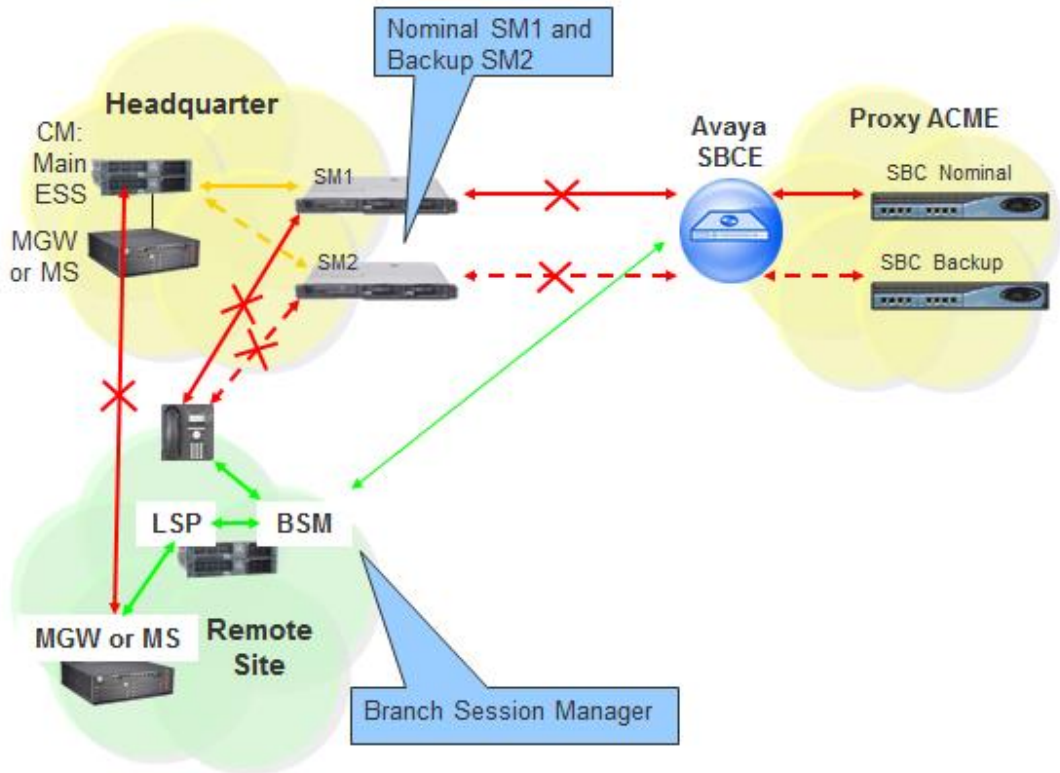 Nominal SM1 and
Backup SM2
Headquarter
CM:
Main
ESS
MGW
or MS
SM1
SM2
Avaya
SBCE
Proxy ACME
SBC Nominal
SBC Backup
LSP
BSM
MGW or MS
Remote
Site
Branch Session Manager